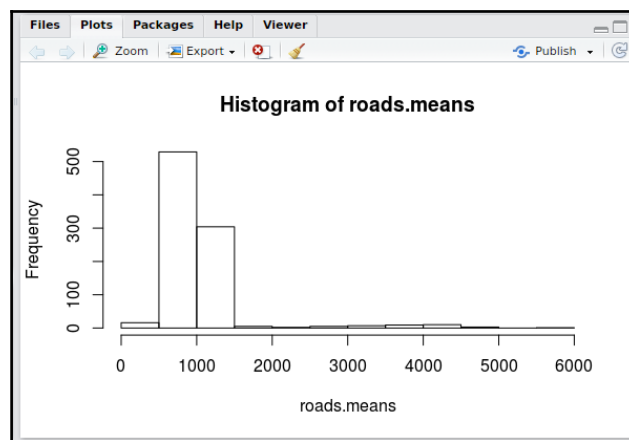 Files Plots Packages Help Viewer
Zoom Export Publish
Histogram of roads.means
Frequency
500
300
100
0
0 1000 2000 3000 4000 5000 6000
roads.means